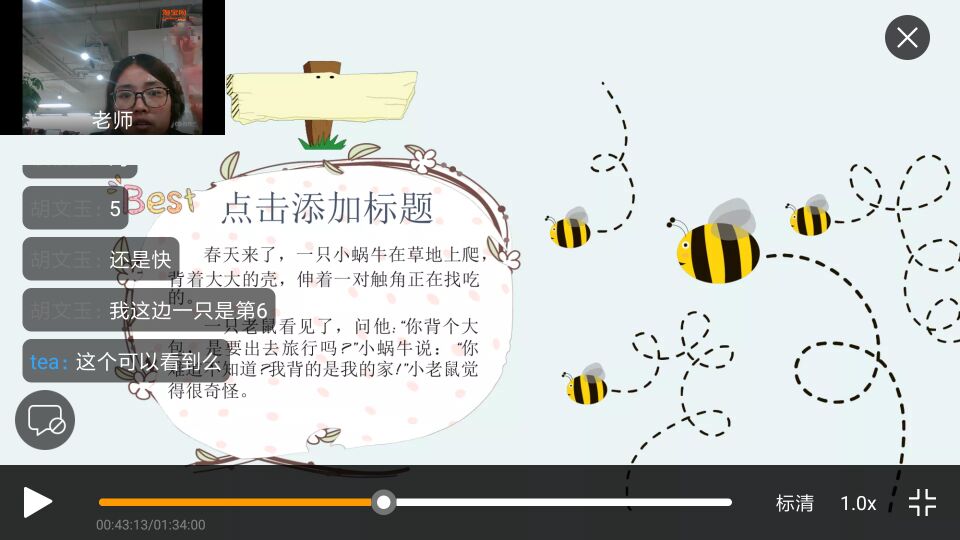 淘宝网
老师
Best
点击添加标题
春天来了，一只小蜗牛在草地上爬，
背着大大的壳，伸着一对触角正在找吃
的。
一只老鼠看见了，问他:“你背个大
包，是要出去旅行吗?”小蜗牛说：“你
难道不知道?我背的是我的家!”小老鼠觉
得很奇怪。
胡文玉：5
胡文玉：还是快
胡文玉：我这边一只是第6
tea：这个可以看到么
标清
1.0x
00:43:13/01:34:00